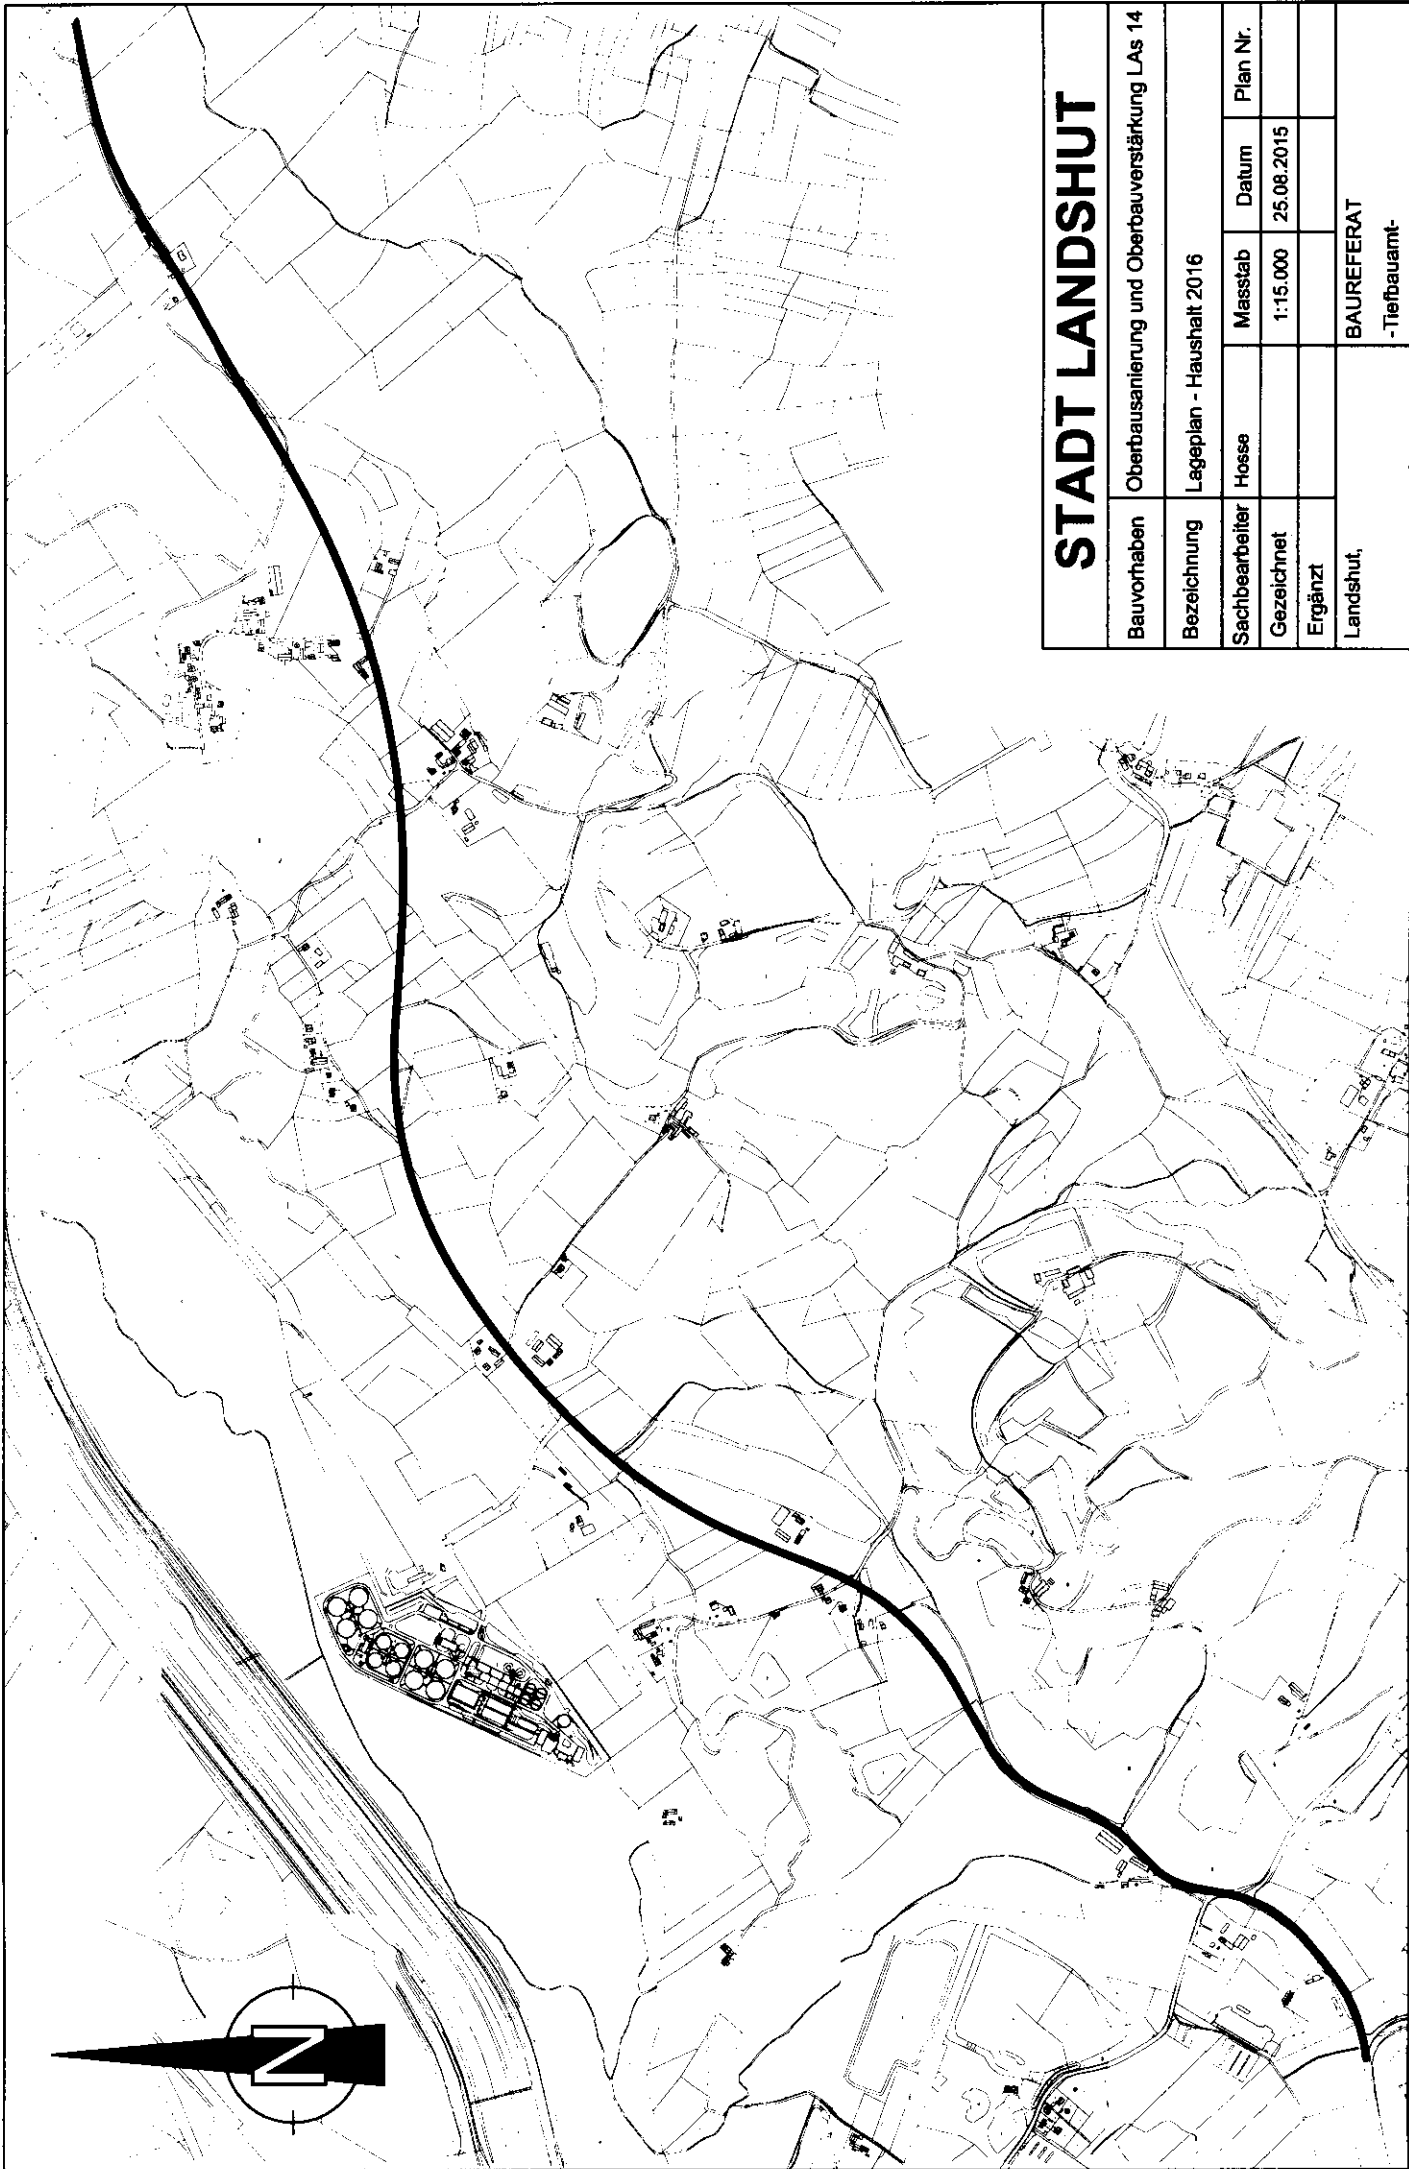 STADT LANDSHUT
Bauvorhaben Oberbausanierung und Oberbauverstärkung LAs 14
Bezeichnung Lageplan - Haushalt 2016
Sachbearbeiter Hosse Masstab Datum Plan Nr.
Gezeichnet 1:15.000 25.08.2015
Ergänzt
Landshut, BAUREFERAT
-Tiefbauamt-
N